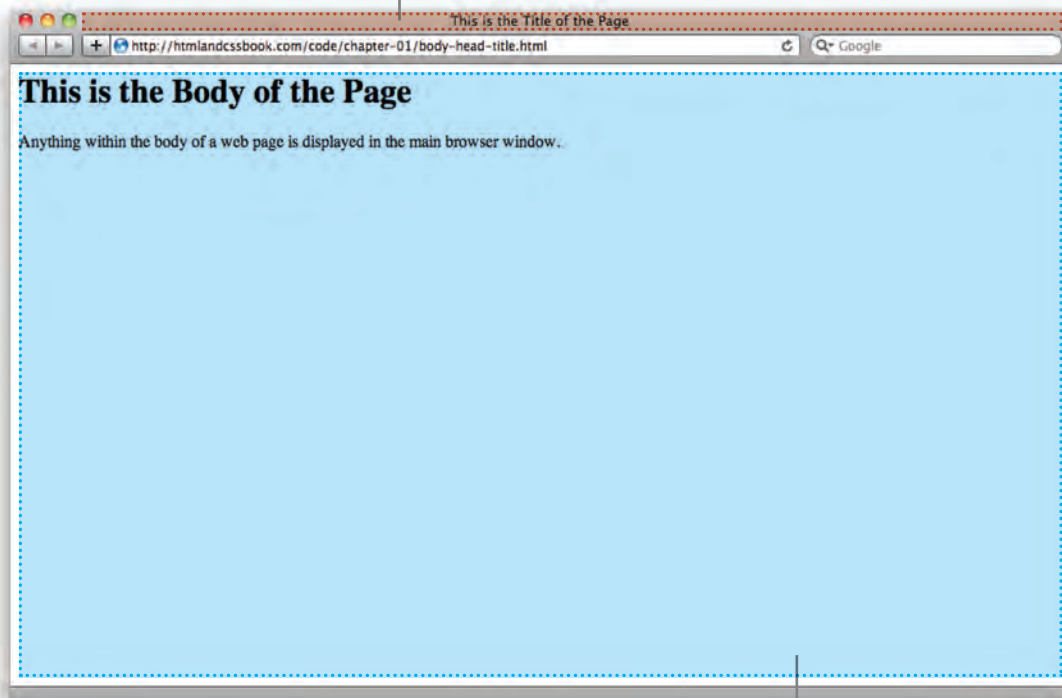 This is the Title of the Page
http://htmlandcssbook.com/code/chapter-01/body-head-title.html
Google
This is the Body of the Page
Anything within the body of a web page is displayed in the main browser window.